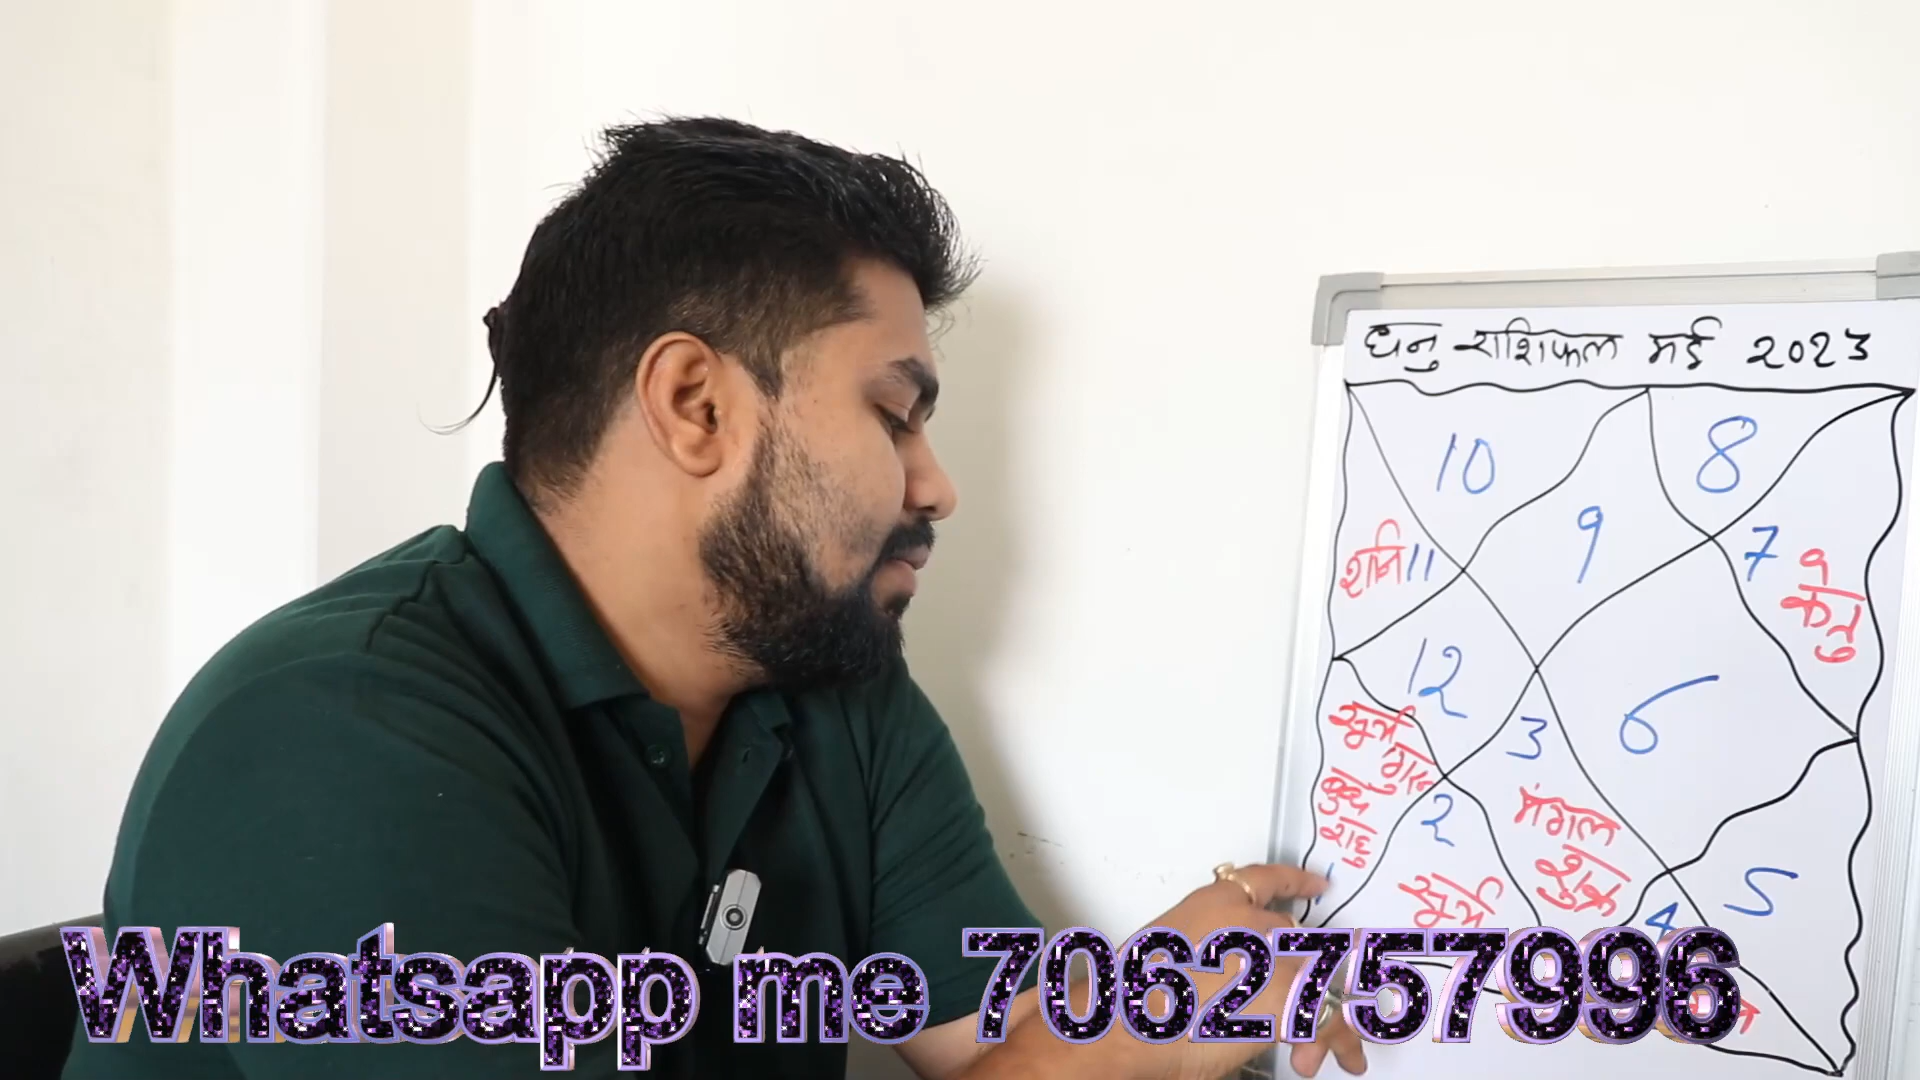 धनु राशिफल मई 2023
10
8
9
शनि 11
7
केतु
12
6
3
सूर्य
गुरु
बुध
राहु
1
2
सूर्य
मंगल
शुक्र
4
5
Whatsapp me 7062757996